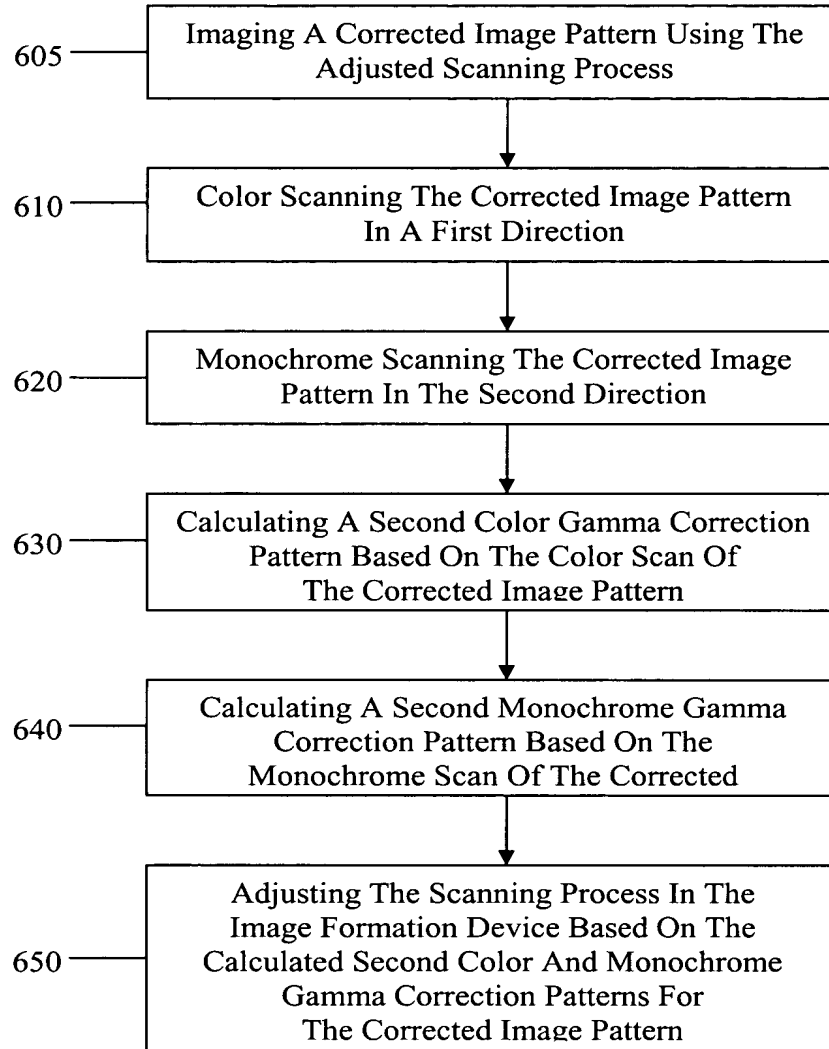 605
Imaging A Corrected Image Pattern Using The
Adjusted Scanning Process
610
Color Scanning The Corrected Image Pattern
In A First Direction
620
Monochrome Scanning The Corrected Image
Pattern In The Second Direction
630
Calculating A Second Color Gamma Correction
Pattern Based On The Color Scan Of
The Corrected Image Pattern
640
Calculating A Second Monochrome Gamma
Correction Pattern Based On The
Monochrome Scan Of The Corrected
650
Adjusting The Scanning Process In The
Image Formation Device Based On The
Calculated Second Color And Monochrome
Gamma Correction Patterns For
The Corrected Image Pattern